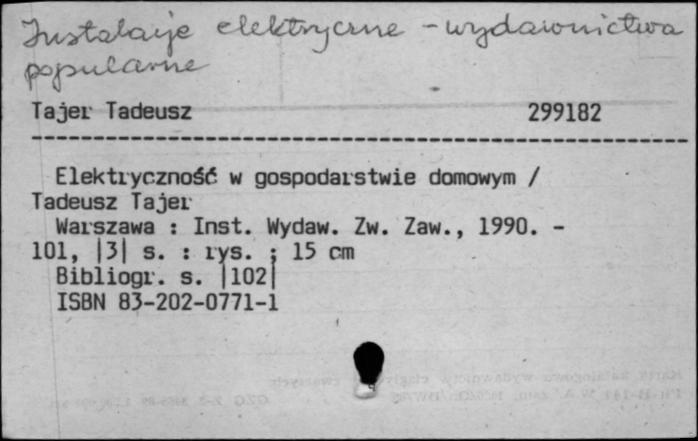 Instalacje elektryczne - wydawnictwa
popularne
Tajer Tadeusz 299182
Elektryczność w gospodarstwie domowym /
Tadeusz Tajer
Warszawa : Inst. Wydaw. Zw. Zaw., 1990. -
101, |3| s. : rys. ; 15 cm
Bibliogr. s. |102|
ISBN 83-202-0771-1